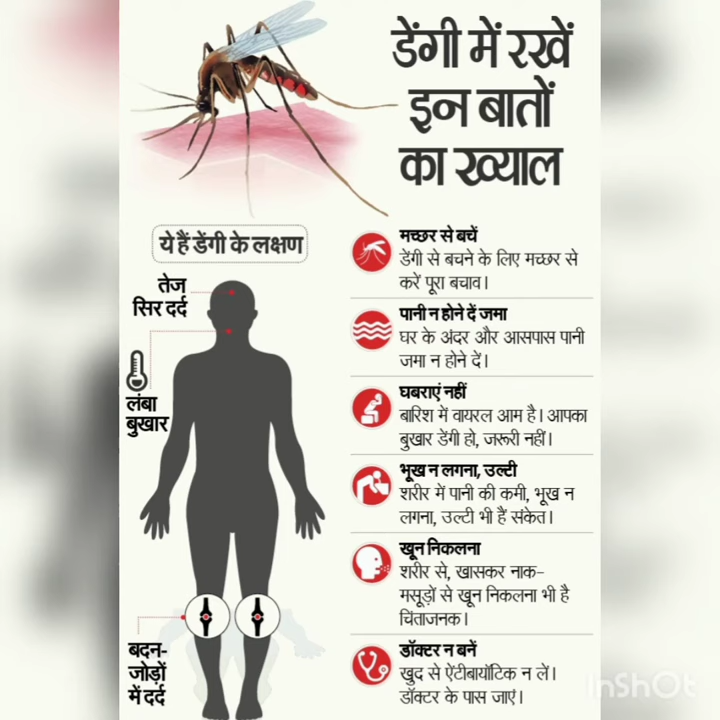 डेंगी में रखें
इन बातों
का ख्याल
ये हैं डेंगी के लक्षण
तेज
सिर दर्द
लंबा
बुखार
बदन-
जोड़ों
में दर्द
मच्छर से बचें
डेंगी से बचने के लिए मच्छर से
करें पूरा बचाव।
पानी न होने दें जमा
घर के अंदर और आसपास पानी
जमा न होने दें।
घबराएं नहीं
बारिश में वायरल आम है। आपका
बुखार डेंगी हो, जरूरी नहीं।
भूख न लगना, उल्टी
शरीर में पानी की कमी, भूख न
लगना, उल्टी भी हैं संकेत।
खून निकलना
शरीर से, खासकर नाक-
मसूड़ों से खून निकलना भी है
चिंताजनक।
डॉक्टर न बनें
खुद से ऐंटीबायॉटिक न लें।
डॉक्टर के पास जाएं।
InShOt